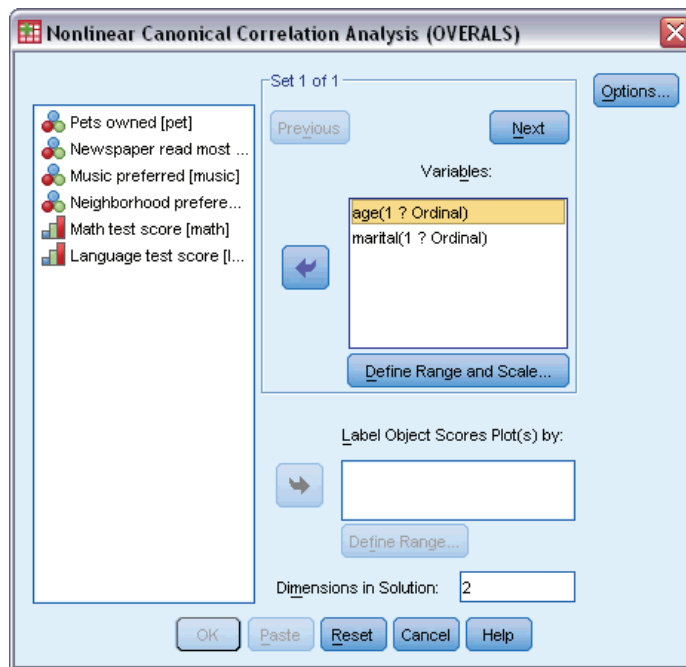 Nonlinear Canonical Correlation Analysis (OVERALS)
Set 1 of 1
Options...
Pets owned [pet]
Newspaper read most ...
Music preferred [music]
Neighborhood prefere...
Math test score [math]
Language test score [l...
Previous
Next
Variables:
age(1 ? Ordinal)
marital(1 ? Ordinal)
Define Range and Scale...
Label Object Scores Plot(s) by:
Define Range...
Dimensions in Solution: 2
OK Paste Reset Cancel Help